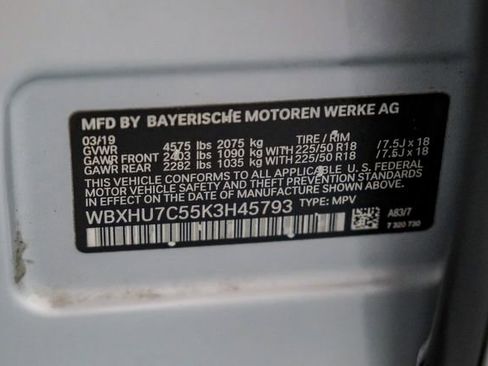 MFD BY BAYERISCHE MOTOREN WERKE AG
03/19 TIRE / RIM
GVWR 4575 lbs 2075 kg
GAWR FRONT 2403 lbs 1090 kg WITH 225/50 R18 / 7.5J x 18
GAWR REAR 2282 lbs 1035 kg WITH 225/50 R18 / 7.5J x 18
THIS VEHICLE CONFORMS TO ALL APPLICABLE U.S. FEDERAL
MOTOR VEHICLE SAFETY AND THEFT PREVENTION STANDARDS IN
EFFECT ON THE DATE OF MANUFACTURE SHOWN ABOVE.
WBXHU7C55K3H45793 TYPE: MPV
A83/7
7 320 730